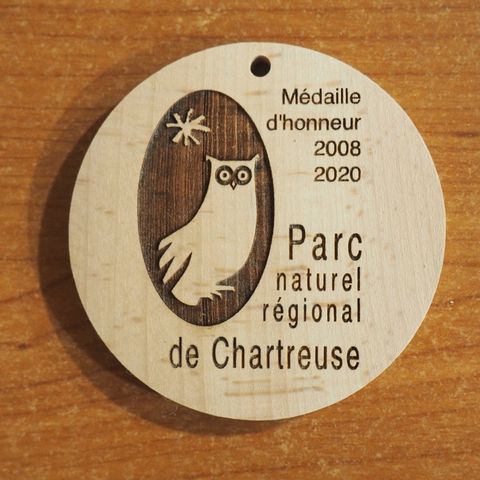 Médaille
d'honneur
2008
2020
Parc
naturel
régional
de Chartreuse